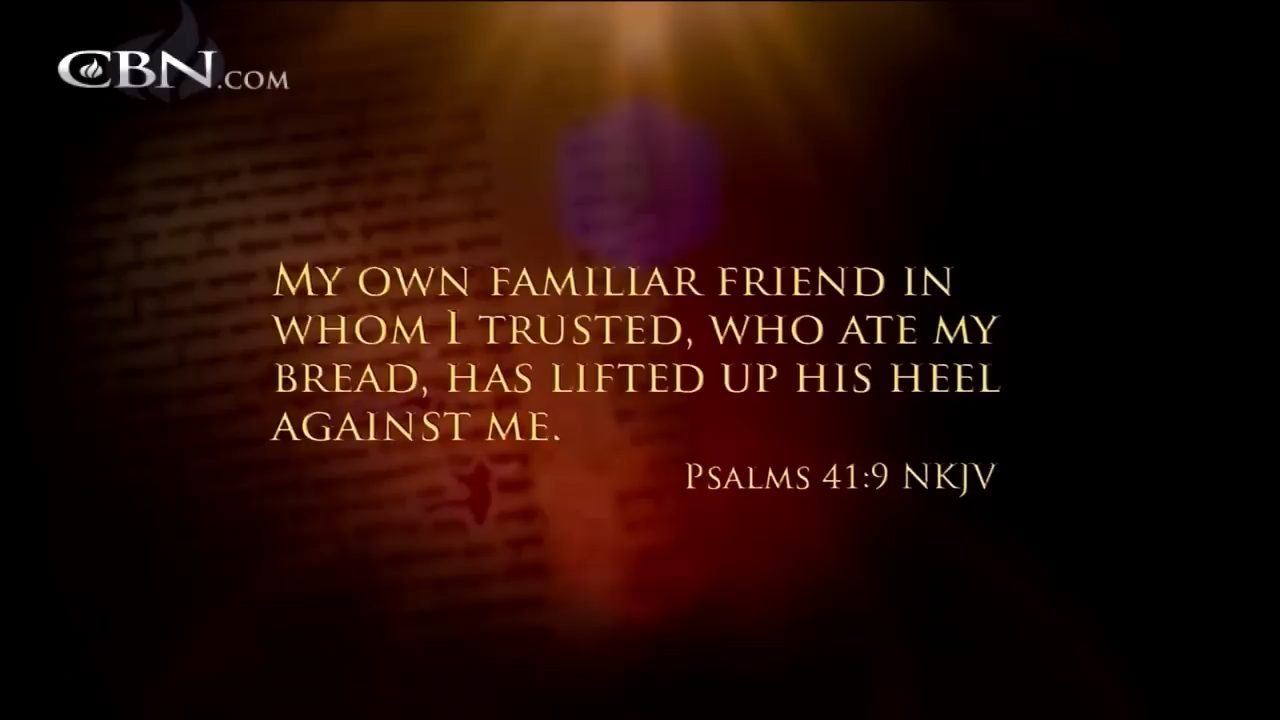 CBN.COM
MY OWN FAMILIAR FRIEND IN
WHOM I TRUSTED, WHO ATE MY
BREAD, HAS LIFTED UP HIS HEEL
AGAINST ME.
PSALMS 41:9 NKJV